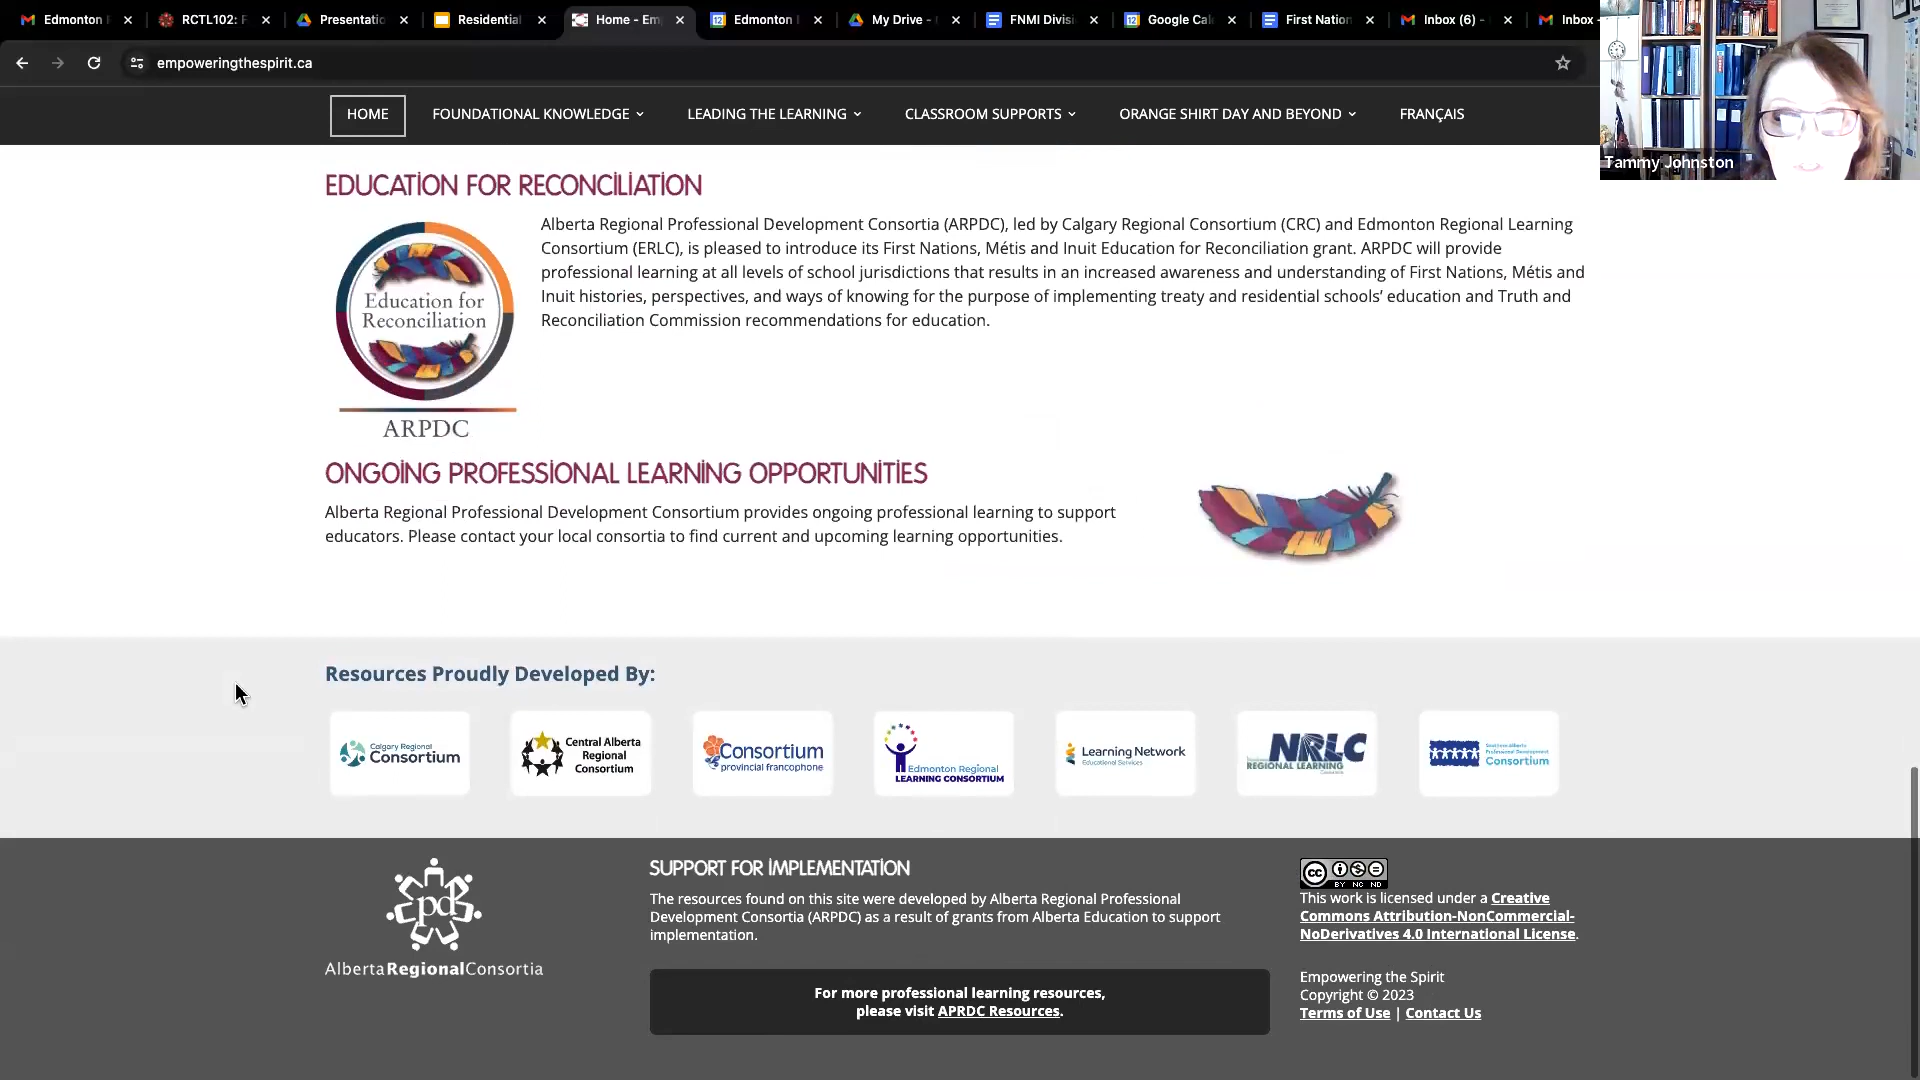 Edmonton
RCTL102: F
Presentatio
Residential
Home - Em
Edmonton
My Drive -
FNMI Divisi
Google Cal
First Nation
Inbox (6) -
Inbox
empoweringthespirit.ca
HOME
FOUNDATIONAL KNOWLEDGE
LEADING THE LEARNING
CLASSROOM SUPPORTS
ORANGE SHIRT DAY AND BEYOND
FRANÇAIS
Tammy Johnston
EDUCATION FOR RECONCILIATION
Alberta Regional Professional Development Consortia (ARPDC), led by Calgary Regional Consortium (CRC) and Edmonton Regional Learning
Consortium (ERLC), is pleased to introduce its First Nations, Métis and Inuit Education for Reconciliation grant. ARPDC will provide
professional learning at all levels of school jurisdictions that results in an increased awareness and understanding of First Nations, Métis and
Inuit histories, perspectives, and ways of knowing for the purpose of implementing treaty and residential schools’ education and Truth and
Reconciliation Commission recommendations for education.
Education for
Reconciliation
ARPDC
ONGOING PROFESSIONAL LEARNING OPPORTUNITIES
Alberta Regional Professional Development Consortium provides ongoing professional learning to support
educators. Please contact your local consortia to find current and upcoming learning opportunities.
Resources Proudly Developed By:
Calgary Regional
Consortium
Central Alberta
Regional
Consortium
Consortium
provincial francophone
Edmonton Regional
LEARNING CONSORTIUM
Learning Network
Educational Services
NRLC
REGIONAL LEARNING
Southern Alberta
Professional Development
Consortium
pd
AlbertaRegionalConsortia
SUPPORT FOR IMPLEMENTATION
The resources found on this site were developed by Alberta Regional Professional
Development Consortia (ARPDC) as a result of grants from Alberta Education to support
implementation.
For more professional learning resources,
please visit APRDC Resources.
CC
BY NC ND
This work is licensed under a Creative
Commons Attribution-NonCommercial-
NoDerivatives 4.0 International License.
Empowering the Spirit
Copyright © 2023
Terms of Use | Contact Us